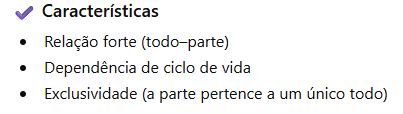 Características
• Relação forte (todo–parte)
• Dependência de ciclo de vida
• Exclusividade (a parte pertence a um único todo)